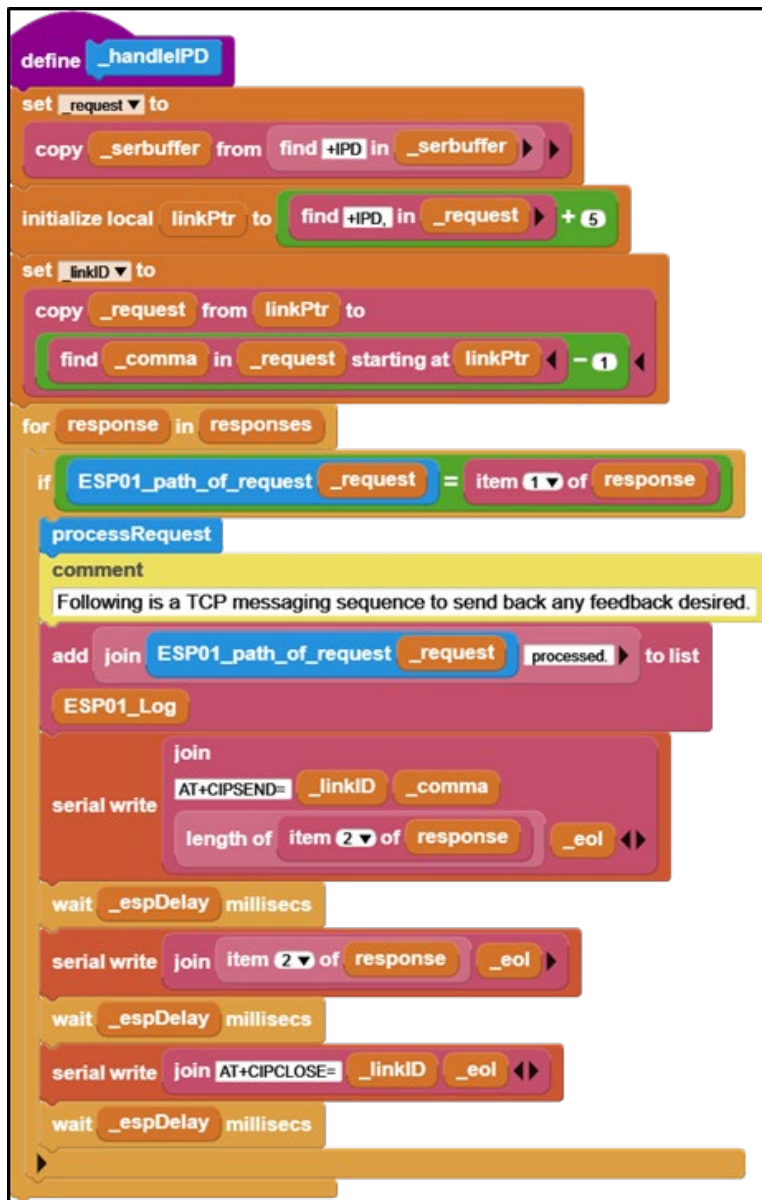 define _handleIPD
set _request to
copy _serbuffer from find +IPD in _serbuffer
initialize local linkPtr to find +IPD, in _request + 5
set _linkID to
copy _request from linkPtr to
find _comma in _request starting at linkPtr - 1
for response in responses
if ESP01_path_of_request _request = item 1 of response
processRequest
comment
Following is a TCP messaging sequence to send back any feedback desired.
add join ESP01_path_of_request _request processed. to list
ESP01_Log
join
AT+CIPSEND= _linkID _comma
serial write
length of item 2 of response _eol
wait _espDelay millisecs
serial write join item 2 of response _eol
wait _espDelay millisecs
serial write join AT+CIPCLOSE= _linkID _eol
wait _espDelay millisecs